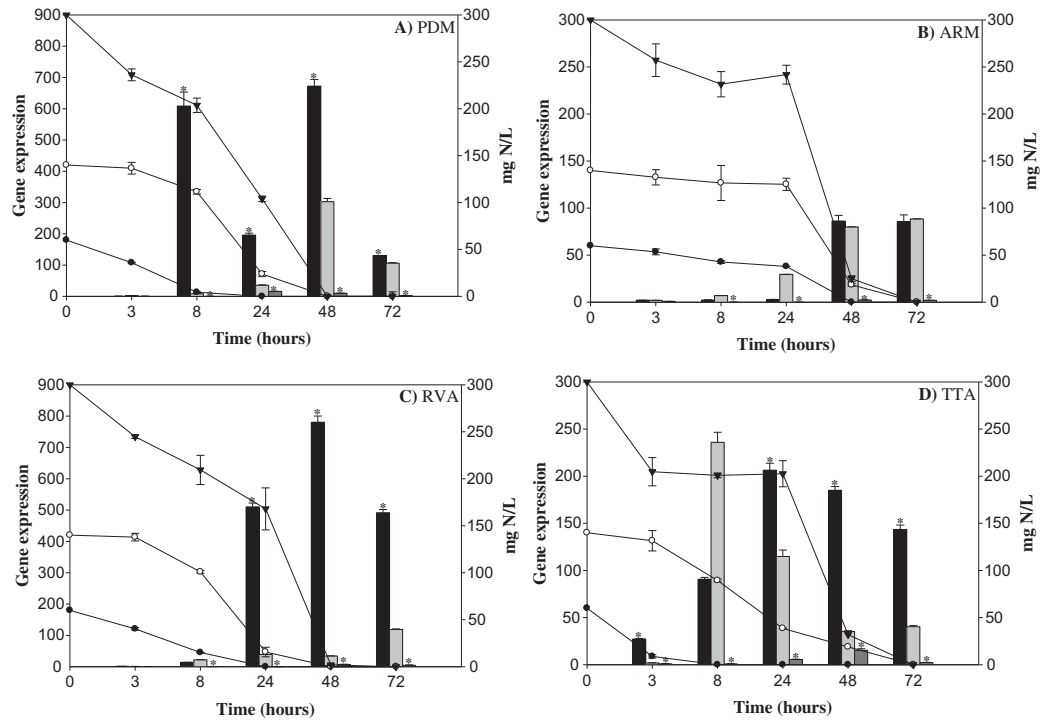 A) PDM
900
800
700
600
500
400
300
200
100
0
Gene expression
300
250
200
150
100
50
0
mg N/L
0 3 8 24 48 72
Time (hours)
* * * * * * * *
B) ARM
300
250
200
150
100
50
0
Gene expression
300
250
200
150
100
50
0
mg N/L
0 3 8 24 48 72
Time (hours)
* * * *
C) RVA
900
800
700
600
500
400
300
200
100
0
Gene expression
300
250
200
150
100
50
0
mg N/L
0 3 8 24 48 72
Time (hours)
* * * * * * *
D) TTA
300
250
200
150
100
50
0
Gene expression
300
250
200
150
100
50
0
mg N/L
0 3 8 24 48 72
Time (hours)
* * * * * * * * *